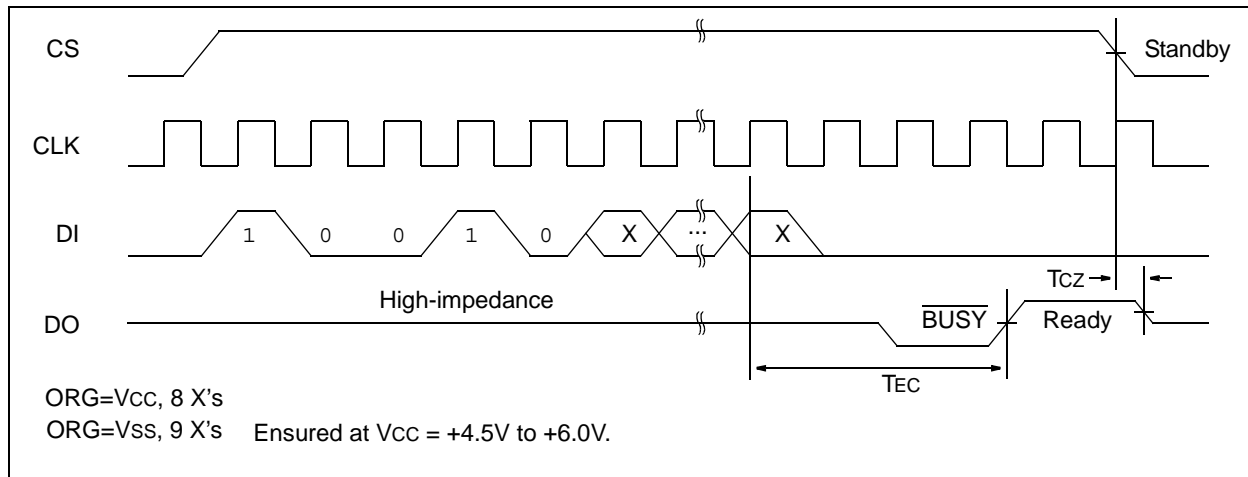 CS
Standby
CLK
DI
1 0 0 1 0 X ... X
TCZ
High-impedance
DO
BUSY
Ready
TEC
ORG=VCC, 8 X's
ORG=VSS, 9 X's
Ensured at VCC = +4.5V to +6.0V.